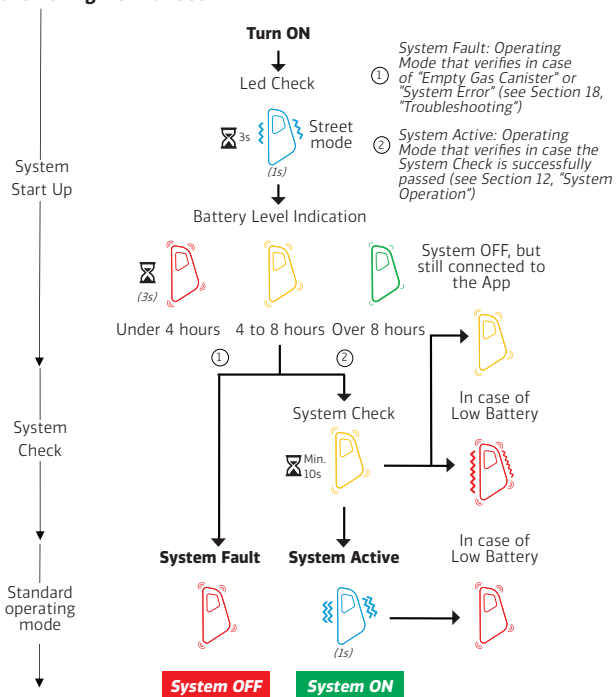 Turn ON
Led Check
3s
Street
mode
(1s)
① System Fault: Operating
Mode that verifies in case
of "Empty Gas Canister" or
"System Error" (see Section 18,
"Troubleshooting")
② System Active: Operating
Mode that verifies in case the
System Check is successfully
passed (see Section 12, "System
Operation")
System
Start Up
Battery Level Indication
(3s)
Under 4 hours
4 to 8 hours
Over 8 hours
System OFF, but
still connected to
the App
①
②
System
Check
System Check
Min.
10s
In case of
Low Battery
Standard
operating
mode
System Fault
System Active
(1s)
In case of
Low Battery
System OFF
System ON